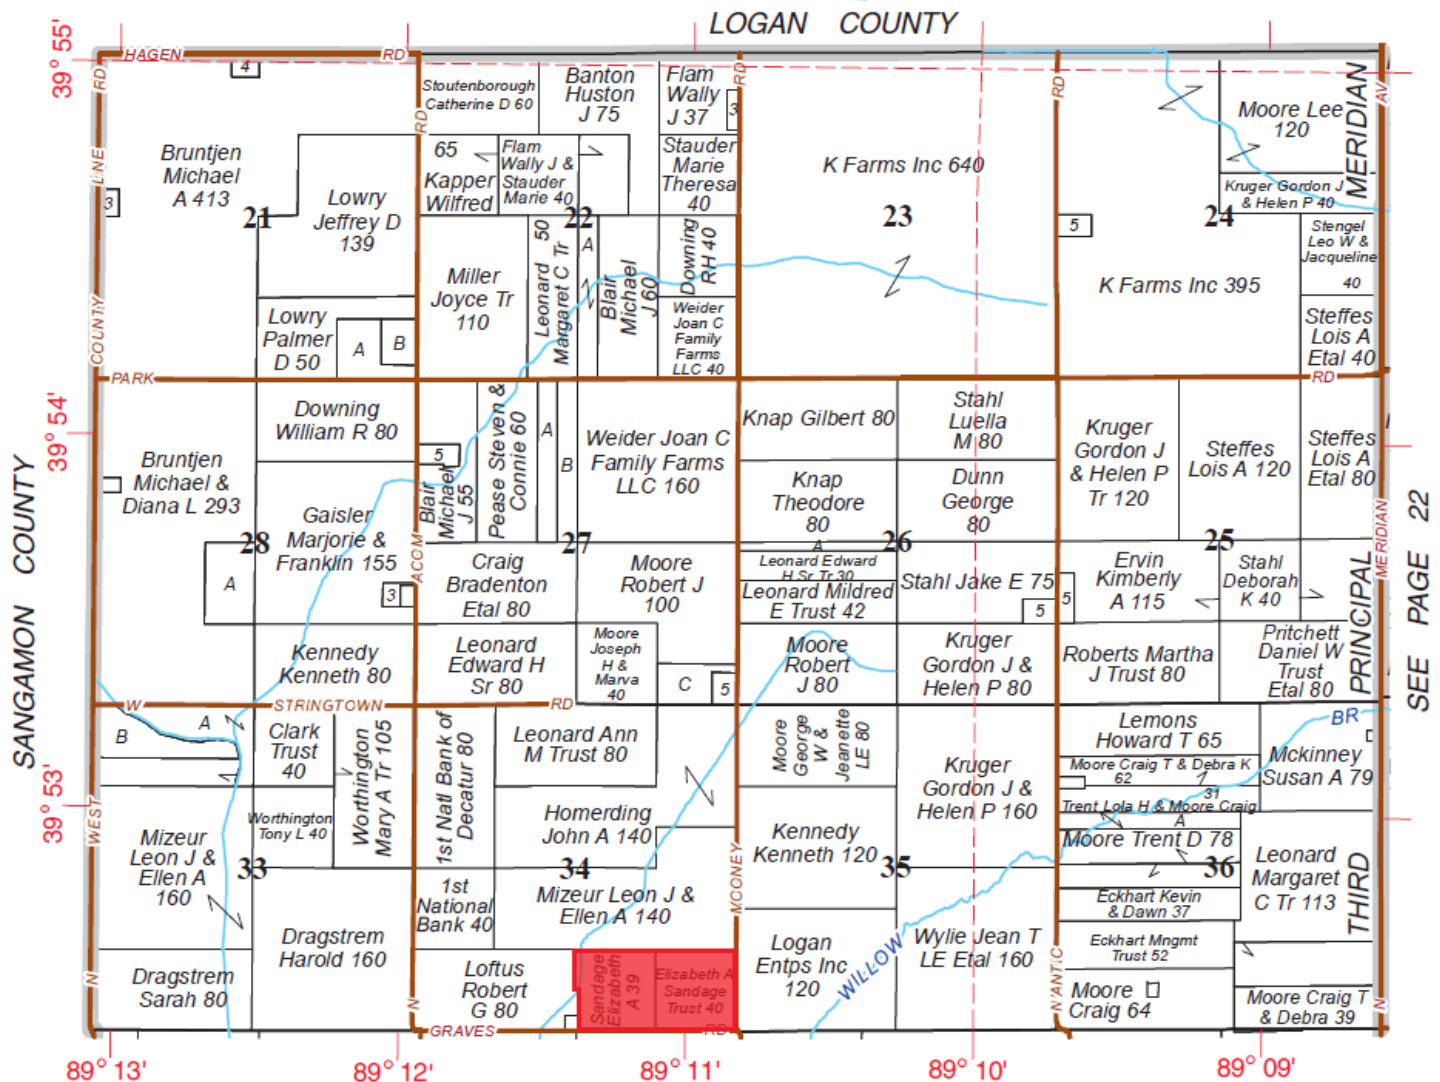 LOGAN COUNTY
39° 55'
HAGEN RD
RD
RD
RD
RD
AV
4
Stoutenborough
Catherine D 60
Banton
Huston
J 75
Flam
Wally
J 37
3
Moore Lee
120
MERIDIAN
Bruntjen
Michael
A 413
LINE
3
21
Lowry
Jeffrey D
139
65
Kapper
Wilfred
Flam
Wally J &
Stauder
Marie 40
22
Stauder
Marie
Theresa
40
K Farms Inc 640
23
Kruger Gordon J
& Helen P 40
24
5
Stengel
Leo W &
Jacqueline
40
K Farms Inc 395
Steffes
Lois A
Etal 40
Miller
Joyce Tr
110
Leonard 50
Margaret C Tr
A
Blair
Michael
J 60
Downing
RH 40
Weider
Joan C
Family
Farms
LLC 40
COUNTY
Lowry
Palmer
D 50
A
B
PARK
RD
39° 54'
SANGAMON COUNTY
Bruntjen
Michael &
Diana L 293
Downing
William R 80
28
Gaisler
Marjorie &
Franklin 155
A
3
ACOM
5
Blair
Michael
J 55
Pease Steven &
Connie 60
A
B
27
Weider Joan C
Family Farms
LLC 160
Knap Gilbert 80
Stahl
Luella
M 80
Knap
Theodore
80
Dunn
George
80
26
A
Leonard Edward
H Sr Tr 30
Leonard Mildred
E Trust 42
Stahl Jake E 75
5
5
Kruger
Gordon J
& Helen P
Tr 120
Steffes
Lois A 120
Steffes
Lois A
Etal 80
25
Ervin
Kimberly
A 115
Stahl
Deborah
K 40
MERIDIAN
SEE PAGE 22
Craig
Bradenton
Etal 80
Moore
Robert J
100
Kennedy
Kenneth 80
Leonard
Edward H
Sr 80
Moore
Joseph
H &
Marva
40
C
5
Moore
Robert
J 80
Kruger
Gordon J &
Helen P 80
Roberts Martha
J Trust 80
Pritchett
Daniel W
Trust
Etal 80
PRINCIPAL
W STRINGTOWN RD
A
B
Clark
Trust
40
Worthington
Mary A Tr 105
1st Natl Bank of
Decatur 80
Leonard Ann
M Trust 80
Moore
George
W &
Jeanette
LE 80
Kruger
Gordon J &
Helen P 160
Lemons
Howard T 65
BR
Mckinney
Susan A 79
Moore Craig T & Debra K
62
31
Trent Lola H & Moore Craig
A
Moore Trent D 78
39° 53'
WEST
Mizeur
Leon J &
Ellen A
160
33
Worthington
Tony L 40
Homerding
John A 140
34
MOONEY
Kennedy
Kenneth 120
35
36
Leonard
Margaret
C Tr 113
THIRD
1st
National
Bank 40
Mizeur Leon J &
Ellen A 140
Eckhart Kevin
& Dawn 37
Eckhart Mngmt
Trust 52
Dragstrem
Harold 160
Dragstrem
Sarah 80
Loftus
Robert
G 80
Sandage
Elizabeth
A 39
Elizabeth A
Sandage
Trust 40
Logan
Entps Inc
120
WILLOW
Wylie Jean T
LE Etal 160
N ANTIC
Moore
Craig 64
Moore Craig T
& Debra 39
N
N
N
GRAVES RD
89° 13'
89° 12'
89° 11'
89° 10'
89° 09'